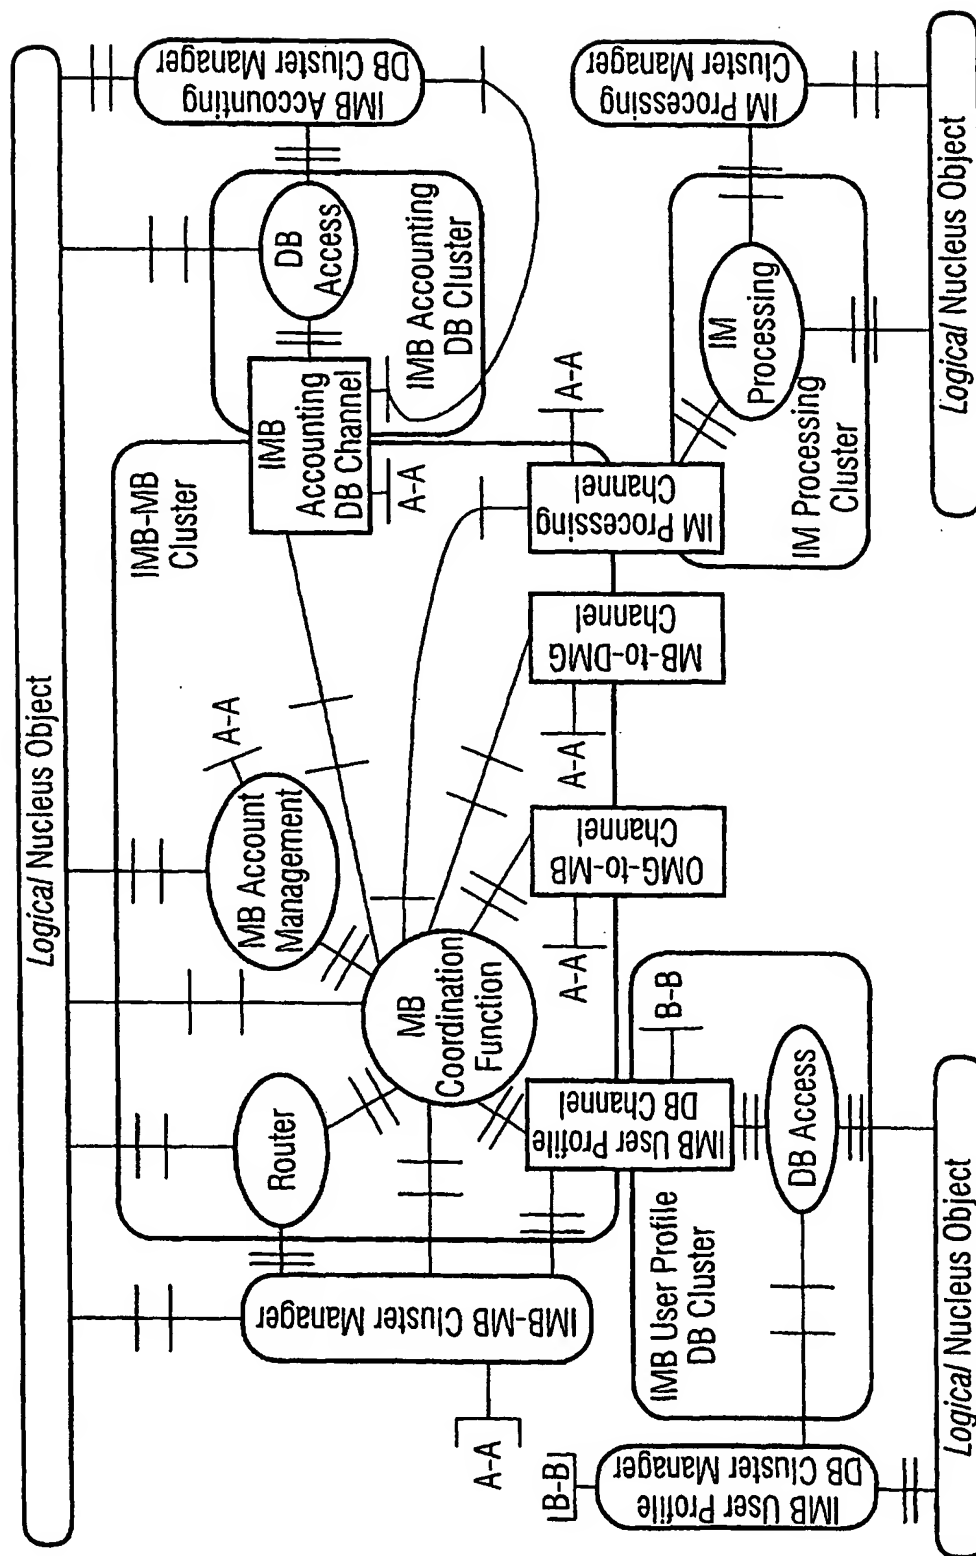 Logical Nucleus Object
IMB-MB
Cluster
Router
MB Account
Management
A-A
MB
Coordination
Function
IMB-MB Cluster Manager
A-A
IMB
Accounting
DB Channel
A-A
DB
Access
IMB Accounting
DB Cluster
IMB Accounting
DB Cluster Manager
IMB User Profile
DB Channel
B-B
OMG-to-MB
Channel
A-A
MB-to-DMG
Channel
A-A
IM Processing
Channel
A-A
IMB User Profile
DB Cluster
DB Access
B-B
IMB User Profile
DB Cluster Manager
Logical Nucleus Object
IM
Processing
IM Processing
Cluster
IM Processing
Cluster Manager
Logical Nucleus Object